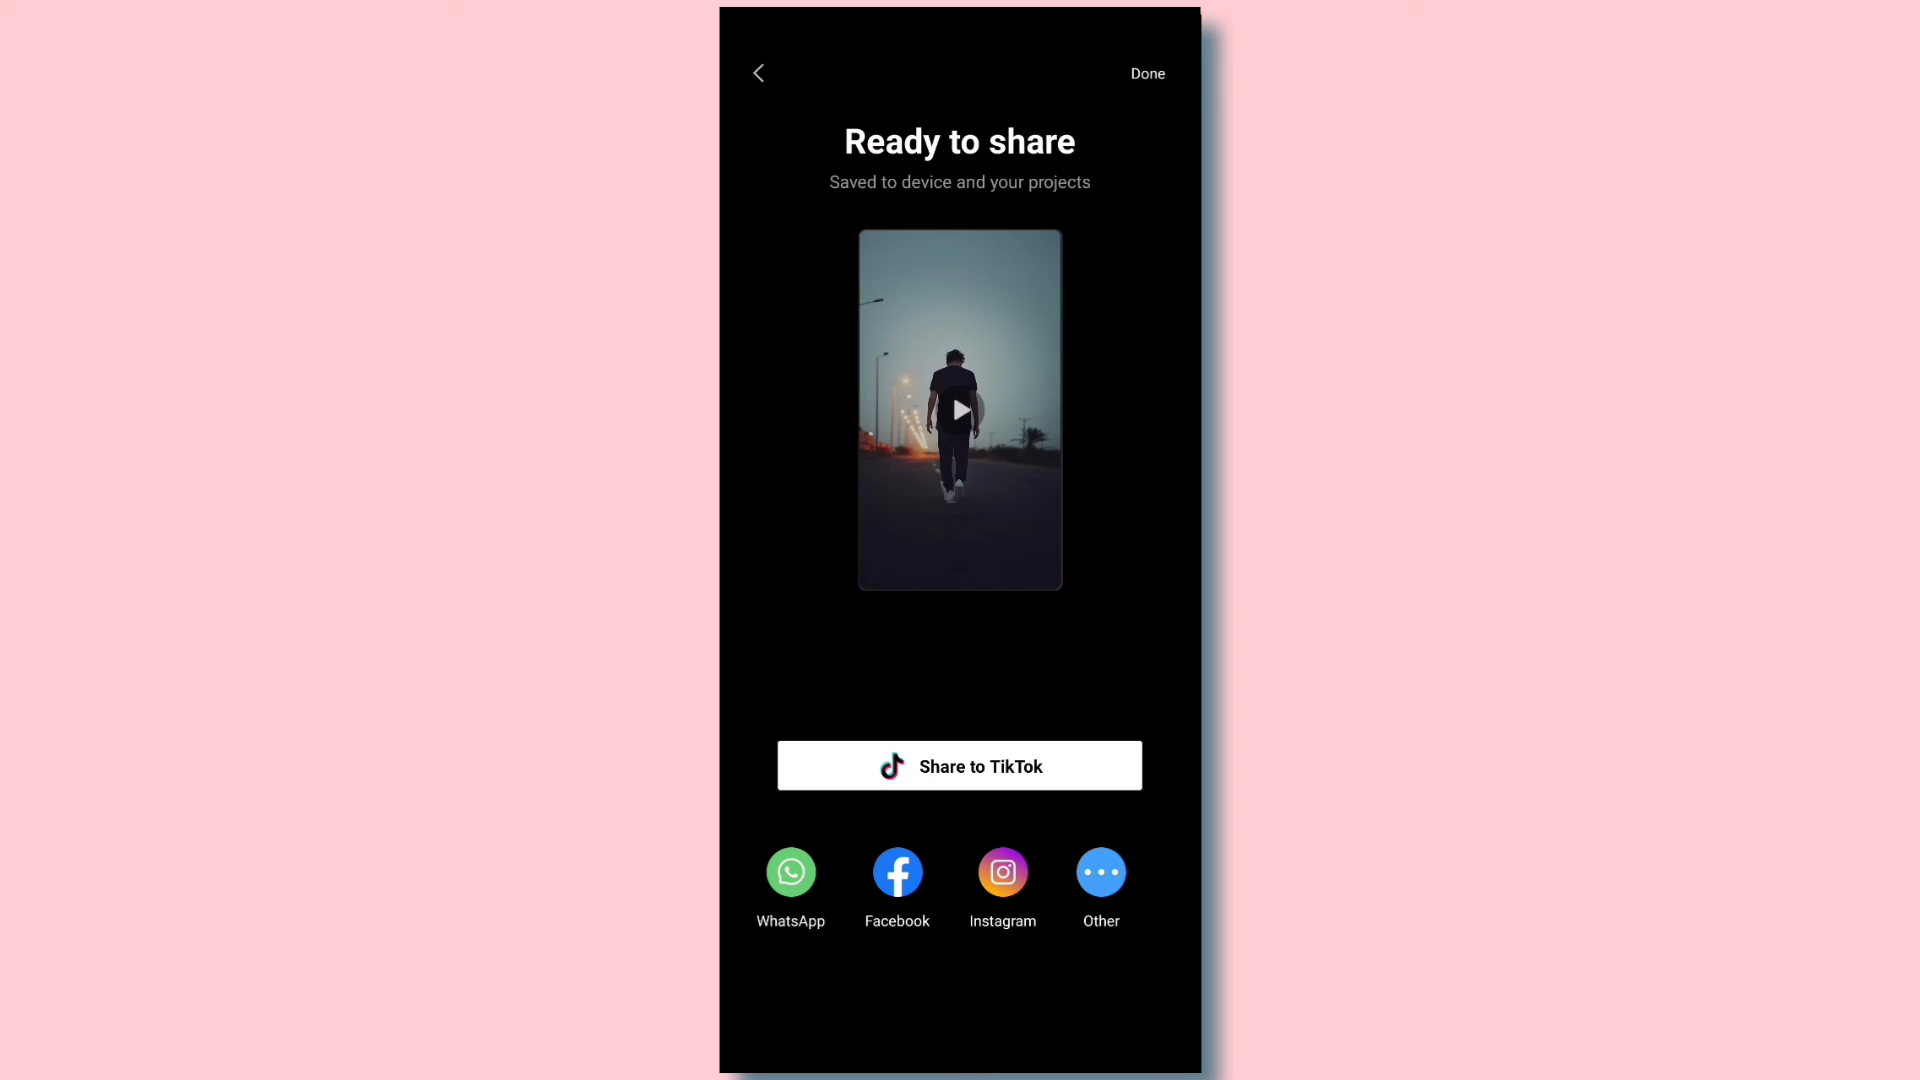 Done
Ready to share
Saved to device and your projects
Share to TikTok
WhatsApp Facebook Instagram Other